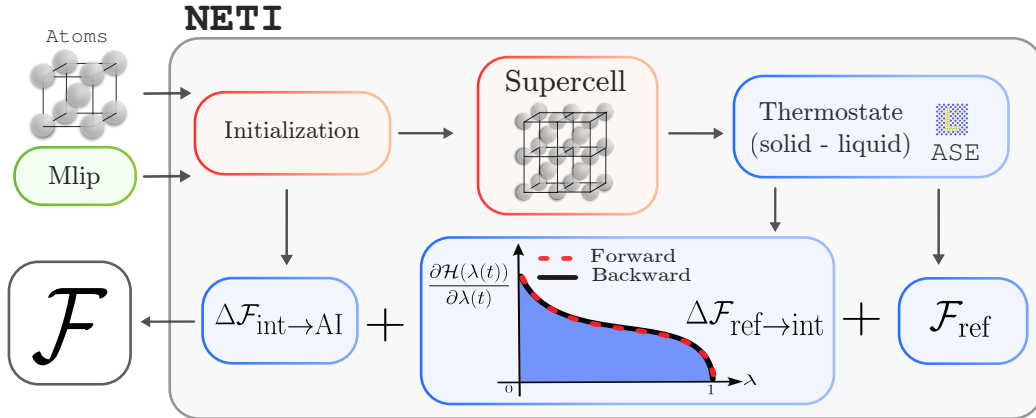 NETI
Atoms
Mlip
Initialization
Supercell
Thermostate
(solid - liquid)
L
ASE
ℱ
Δℱ_int→AI
+
∂ℋ(λ(t))
∂λ(t)
Forward
Backward
Δℱ_ref→int
0
1
λ
+
ℱ_ref